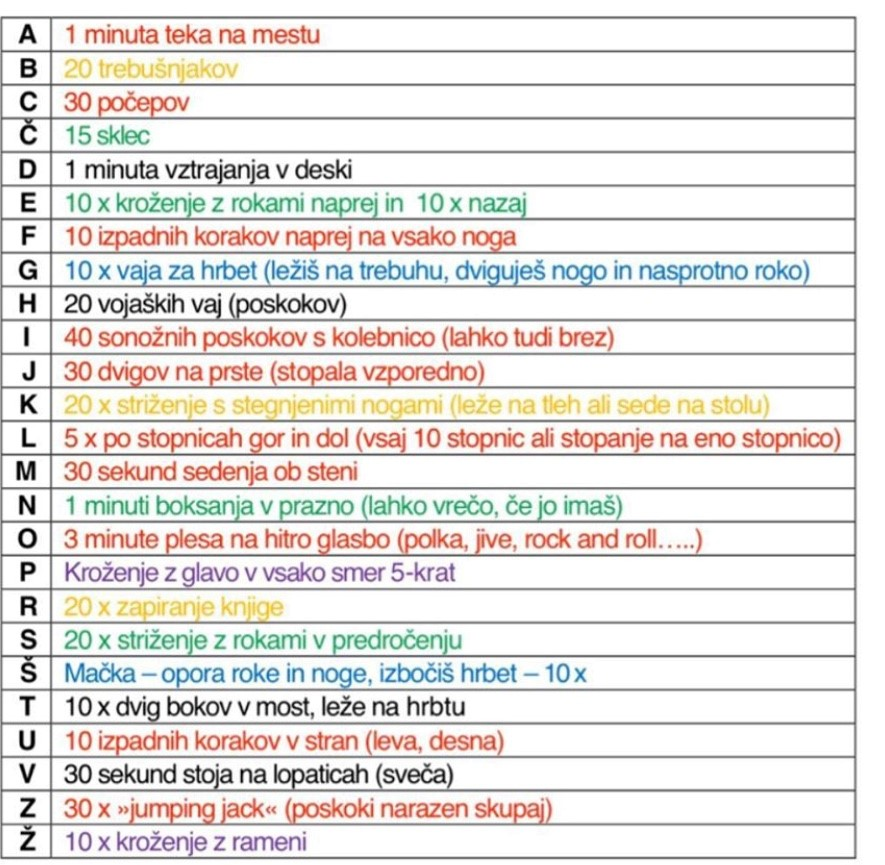 A 1 minuta teka na mestu
B 20 trebušnjakov
C 30 počepov
Č 15 sklec
D 1 minuta vztrajanja v deski
E 10 x kroženje z rokami naprej in 10 x nazaj
F 10 izpadnih korakov naprej na vsako noga
G 10 x vaja za hrbet (ležiš na trebuhu, dviguješ nogo in nasprotno roko)
H 20 vojaških vaj (poskokov)
I 40 sonožnih poskokov s kolebnico (lahko tudi brez)
J 30 dvigov na prste (stopala vzporedno)
K 20 x striženje s stegnjenimi nogami (leže na tleh ali sede na stolu)
L 5 x po stopnicah gor in dol (vsaj 10 stopnic ali stopanje na eno stopnico)
M 30 sekund sedenja ob steni
N 1 minuti boksanja v prazno (lahko vrečo, če jo imaš)
O 3 minute plesa na hitro glasbo (polka, jive, rock and roll…..)
P Kroženje z glavo v vsako smer 5-krat
R 20 x zapiranje knjige
S 20 x striženje z rokami v predročenju
Š Mačka – opora roke in noge, izbočiš hrbet – 10 x
T 10 x dvig bokov v most, leže na hrbtu
U 10 izpadnih korakov v stran (leva, desna)
V 30 sekund stoja na lopaticah (sveča)
Z 30 x »jumping jack« (poskoki narazen skupaj)
Ž 10 x kroženje z rameni